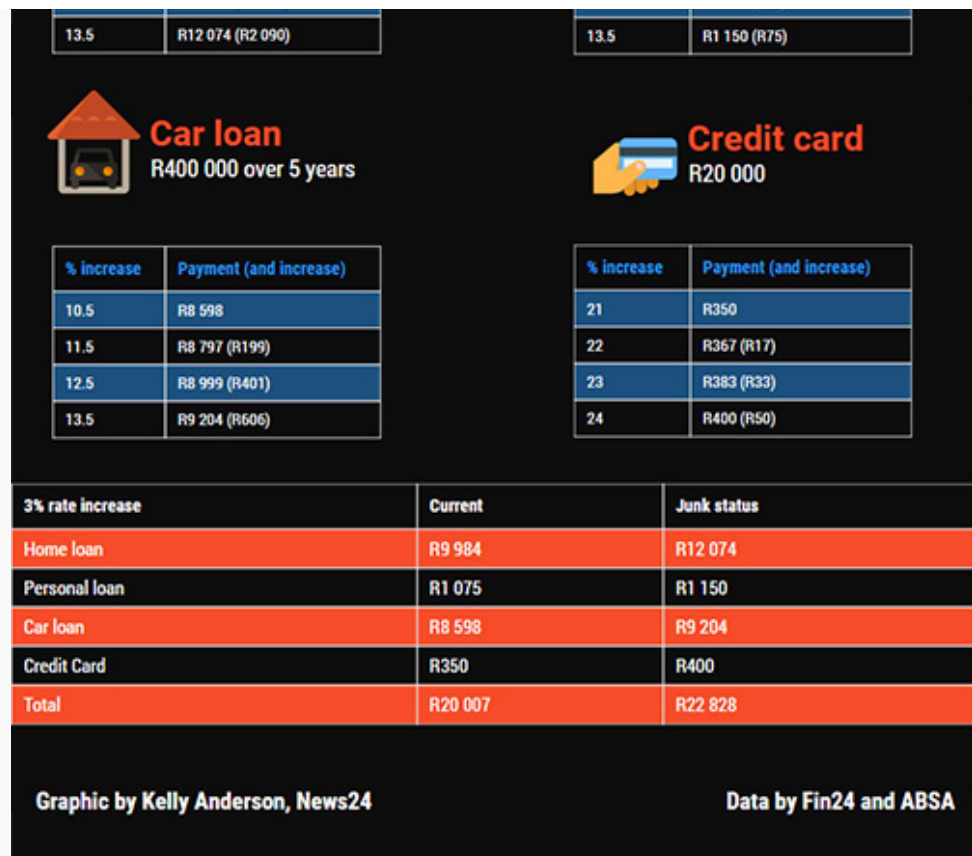 13.5 R12 074 (R2 090)
13.5 R1 150 (R75)
Car loan
R400 000 over 5 years
Credit card
R20 000
% increase Payment (and increase)
10.5 R8 598
11.5 R8 797 (R199)
12.5 R8 999 (R401)
13.5 R9 204 (R606)
% increase Payment (and increase)
21 R350
22 R367 (R17)
23 R383 (R33)
24 R400 (R50)
3% rate increase Current Junk status
Home loan R9 984 R12 074
Personal loan R1 075 R1 150
Car loan R8 598 R9 204
Credit Card R350 R400
Total R20 007 R22 828
Graphic by Kelly Anderson, News24
Data by Fin24 and ABSA